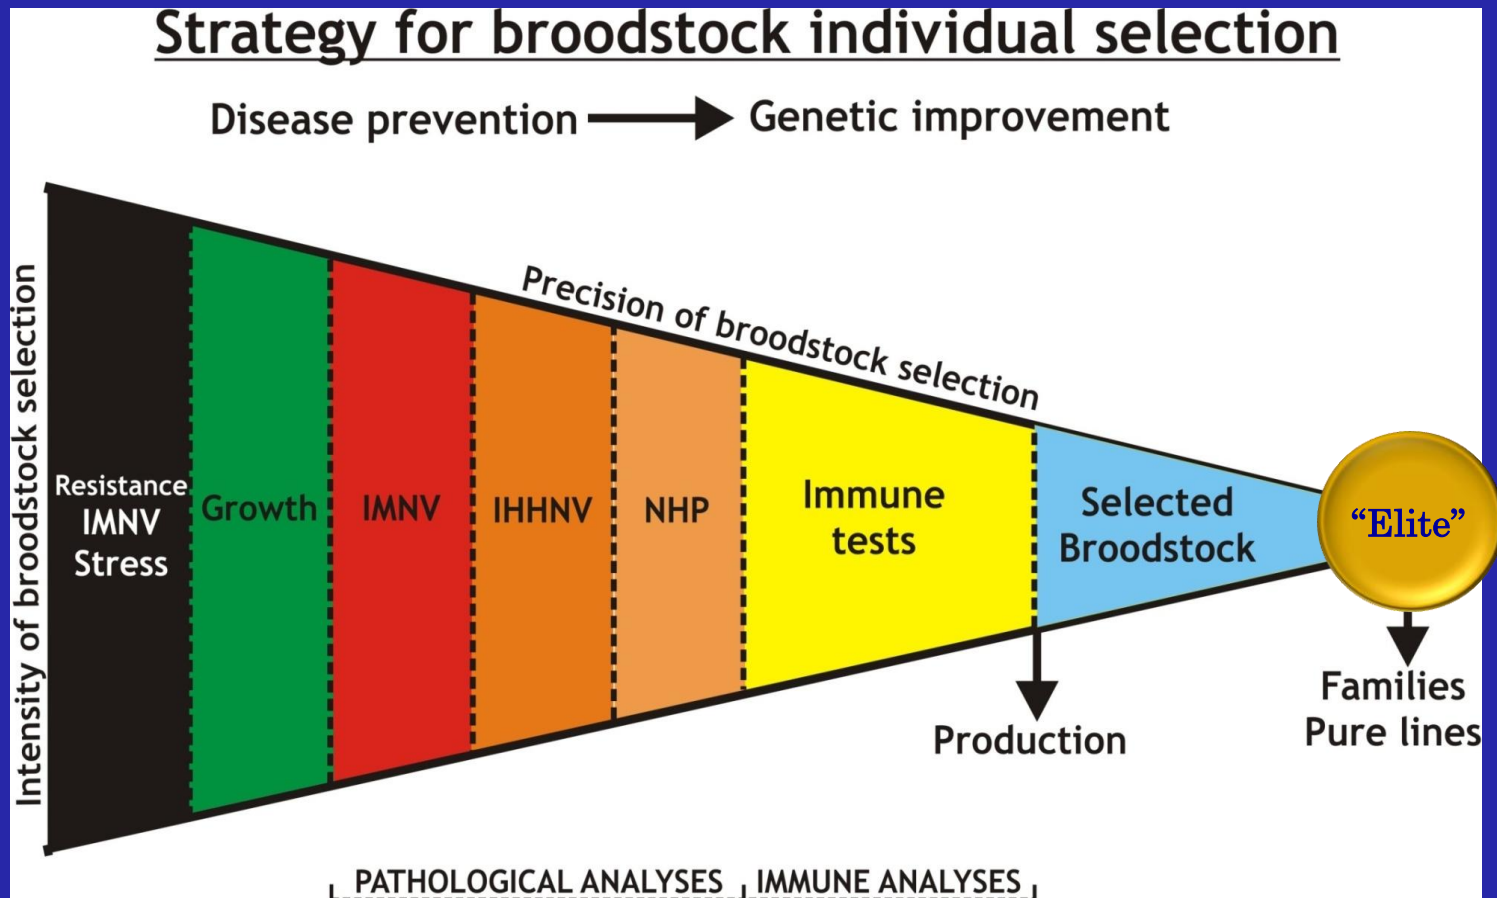 Strategy for broodstock individual selection
Disease prevention
Genetic improvement
Intensity of broodstock selection
Precision of broodstock selection
Resistance
IMNV
Stress
Growth
IMNV
IHHNV
NHP
Immune
tests
Selected
Broodstock
“Elite”
Production
Families
Pure lines
PATHOLOGICAL ANALYSES
IMMUNE ANALYSES